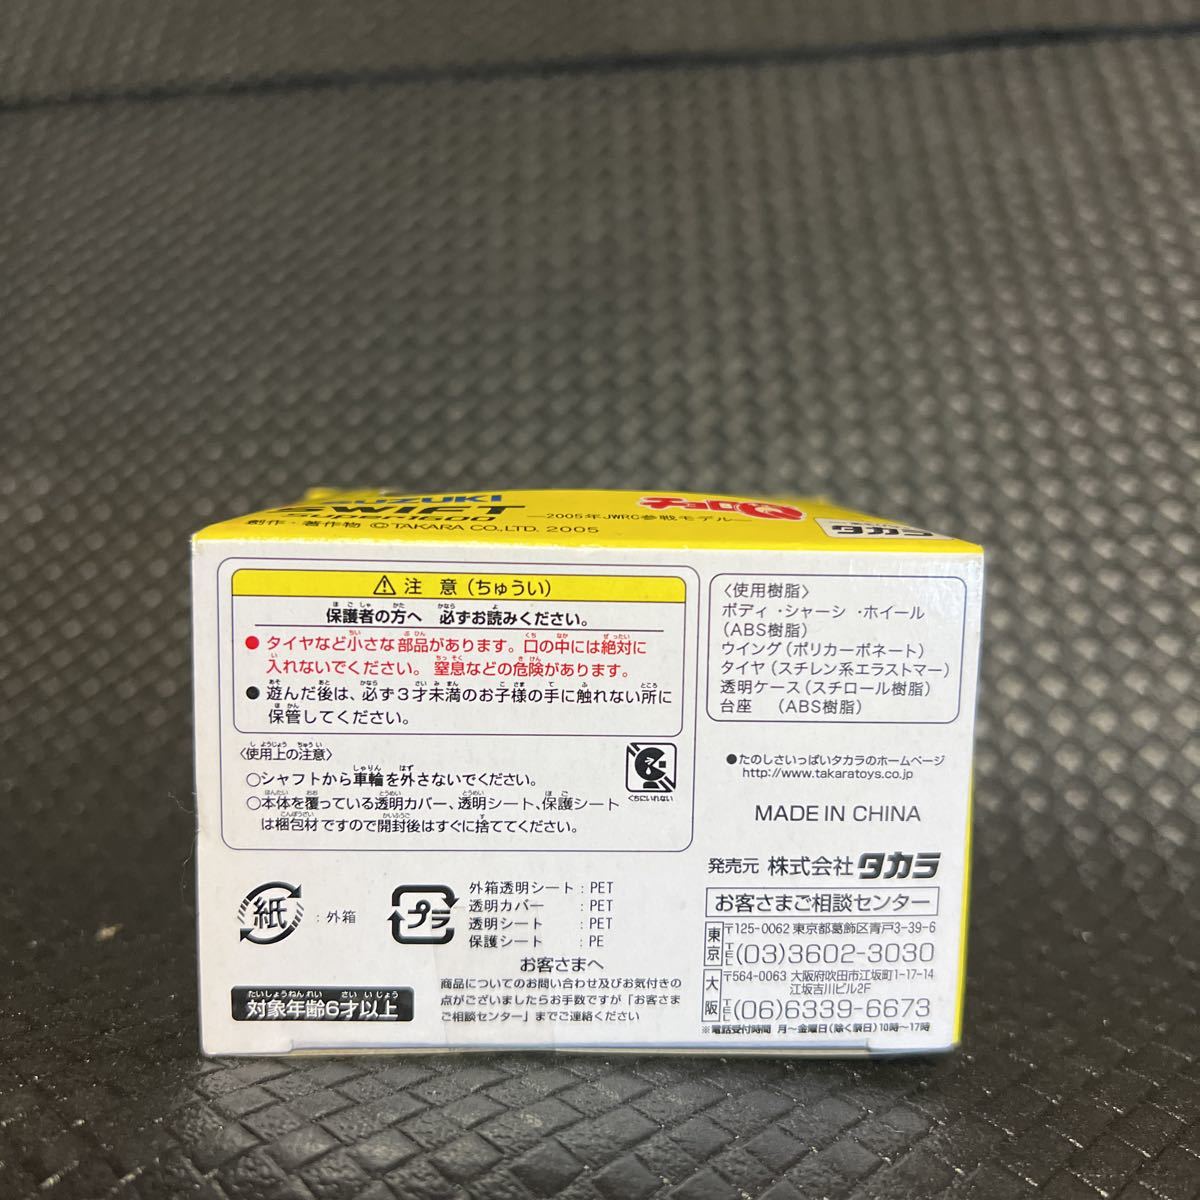 SUZUKI
SWIFT
Super1600
創作・著作物 ©TAKARA CO.,LTD. 2005
—2005年JWRC参戦モデル—
チョロQ
タカラ
⚠注 意(ちゅうい)
保護者の方へ 必ずお読みください。
●タイヤなど小さな部品があります。口の中には絶対に
入れないでください。窒息などの危険があります。
●遊んだ後は、必ず3才未満のお子様の手に触れない所に
保管してください。
〈使用上の注意〉
○シャフトから車輪を外さないでください。
○本体を覆っている透明カバー、透明シート、保護シート
は梱包材ですので開封後はすぐに捨ててください。
くちにいれない
紙
:外箱
プラ
外箱透明シート:PET
透明カバー :PET
透明シート :PET
保護シート :PE
お客さまへ
商品についてのお問い合わせ及びお気付きの
点がございましたらお手数ですが「お客さま
ご相談センター」までご連絡ください
たいしょうねんれい さい いじょう
対象年齢6才以上
〈使用樹脂〉
ボディ・シャーシ・ホイール
(ABS樹脂)
ウイング(ポリカーボネート)
タイヤ(スチレン系エラストマー)
透明ケース(スチロール樹脂)
台座 (ABS樹脂)
●たのしさいっぱいタカラのホームページ
http://www.takaratoys.co.jp
MADE IN CHINA
発売元 株式会社タカラ
お客さまご相談センター
東京
〒125-0062 東京都葛飾区青戸3-39-6
TEL(03)3602-3030
大阪
〒564-0063 大阪府吹田市江坂町1-17-14
江坂吉川ビル2F
TEL(06)6339-6673
※電話受付時間 月～金曜日(除く祭日)10時～17時